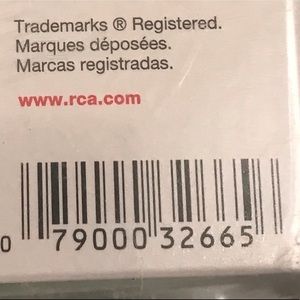 Trademarks ® Registered.
Marques déposées.
Marcas registradas.
www.rca.com
0 79000 32665